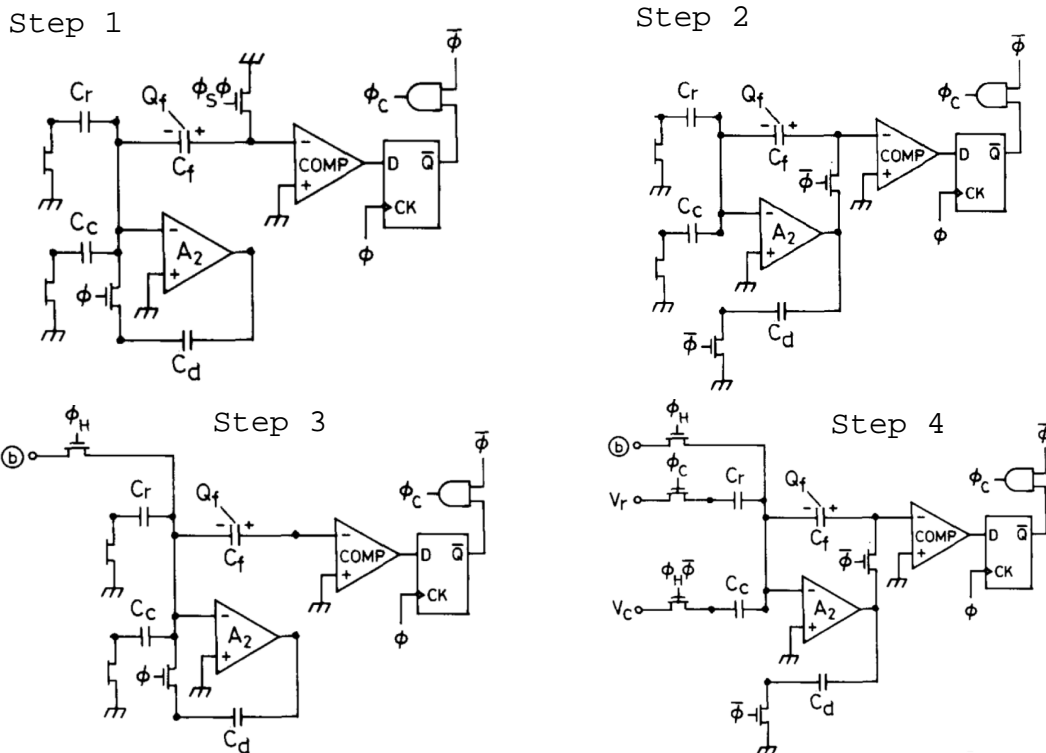 Step 1
ϕ̅
ϕSϕ
ϕC
Cr
Qf
- +
Cf
-
COMP
+
D
Q̅
CK
ϕ
Cc
-
A2
+
ϕ
Cd
Step 2
ϕ̅
ϕC
Cr
Qf
- +
Cf
-
COMP
+
D
Q̅
CK
ϕ
ϕ̅
Cc
-
A2
+
Cd
ϕ̅
Step 3
ϕH
b
ϕ̅
ϕC
Cr
Qf
- +
Cf
-
COMP
+
D
Q̅
CK
ϕ
Cc
-
A2
+
ϕ
Cd
Step 4
ϕH
b
ϕ̅
ϕC
ϕC
Vr
Cr
Qf
- +
Cf
-
COMP
+
D
Q̅
CK
ϕ
ϕ̅
ϕHϕ̅
Vc
Cc
-
A2
+
Cd
ϕ̅